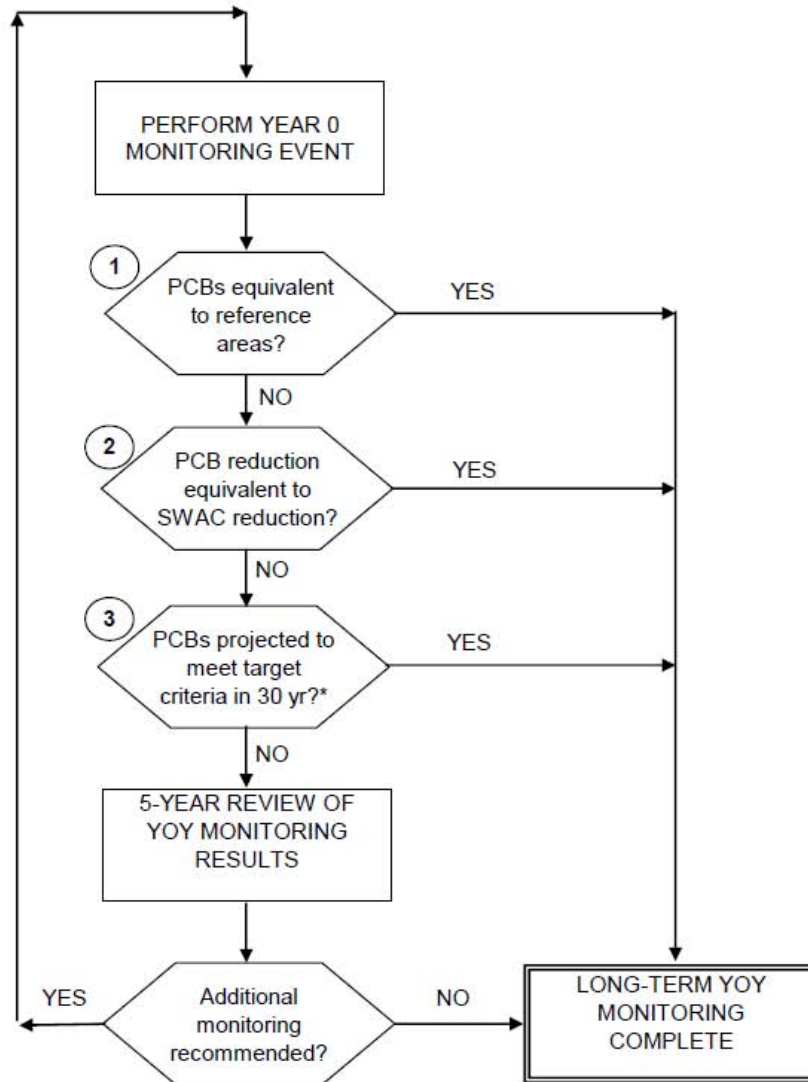 PERFORM YEAR 0
MONITORING EVENT
1
PCBs equivalent
to reference
areas?
YES
NO
2
PCB reduction
equivalent to
SWAC reduction?
YES
NO
3
PCBs projected to
meet target
criteria in 30 yr?*
YES
NO
5-YEAR REVIEW OF
YOY MONITORING
RESULTS
YES
Additional
monitoring
recommended?
NO
LONG-TERM YOY
MONITORING
COMPLETE